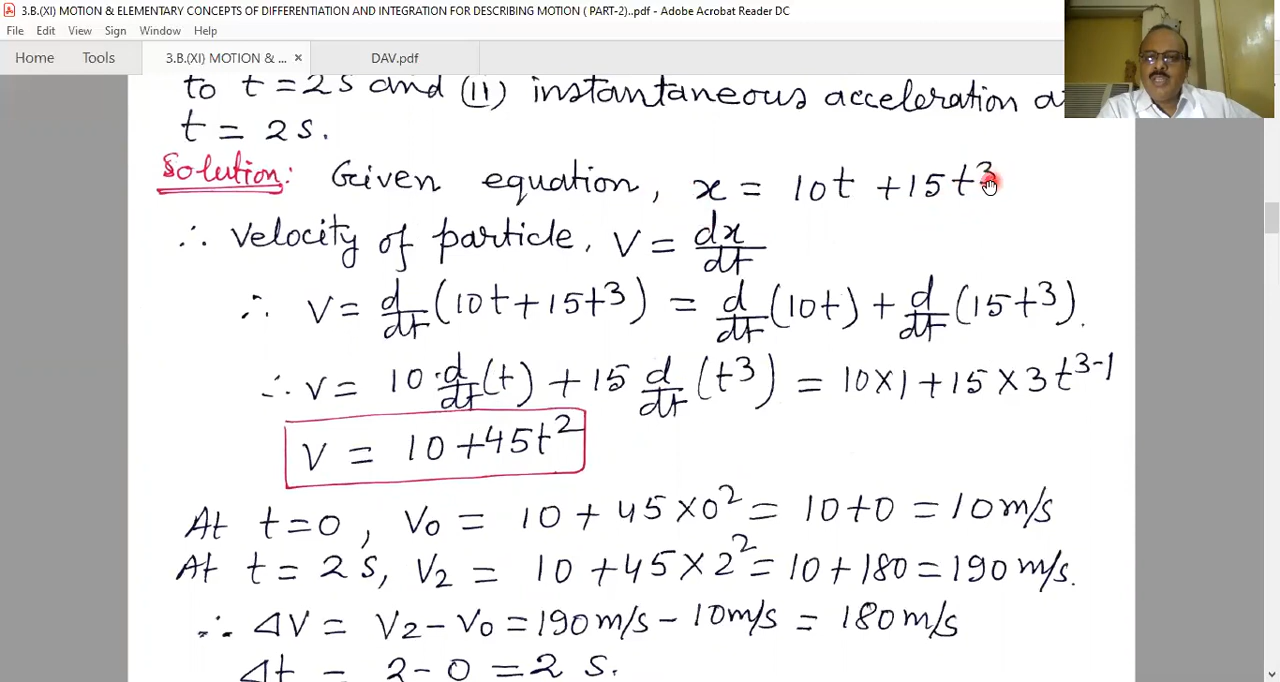 3.B.(XI) MOTION & ELEMENTARY CONCEPTS OF DIFFERENTIATION AND INTEGRATION FOR DESCRIBING MOTION ( PART-2)..pdf - Adobe Acrobat Reader DC
File Edit View Sign Window Help
Home Tools 3.B.(XI) MOTION & ... × DAV.pdf
to t = 2s and (11) instantaneous acceleration a
t = 2s.
Solution: Given equation, x = 10t + 15t³
∴ Velocity of particle, V = dx/dt
∴ V = d/dt (10t + 15t³) = d/dt (10t) + d/dt (15t³).
∴ V = 10 · d/dt (t) + 15 d/dt (t³) = 10×1 + 15 × 3t³⁻¹
V = 10 + 45t²
At t = 0, V₀ = 10 + 45 × 0² = 10 + 0 = 10 m/s
At t = 2 s, V₂ = 10 + 45 × 2² = 10 + 180 = 190 m/s.
∴ ΔV = V₂ - V₀ = 190 m/s - 10 m/s = 180 m/s
Δt = 2 - 0 = 2 s.